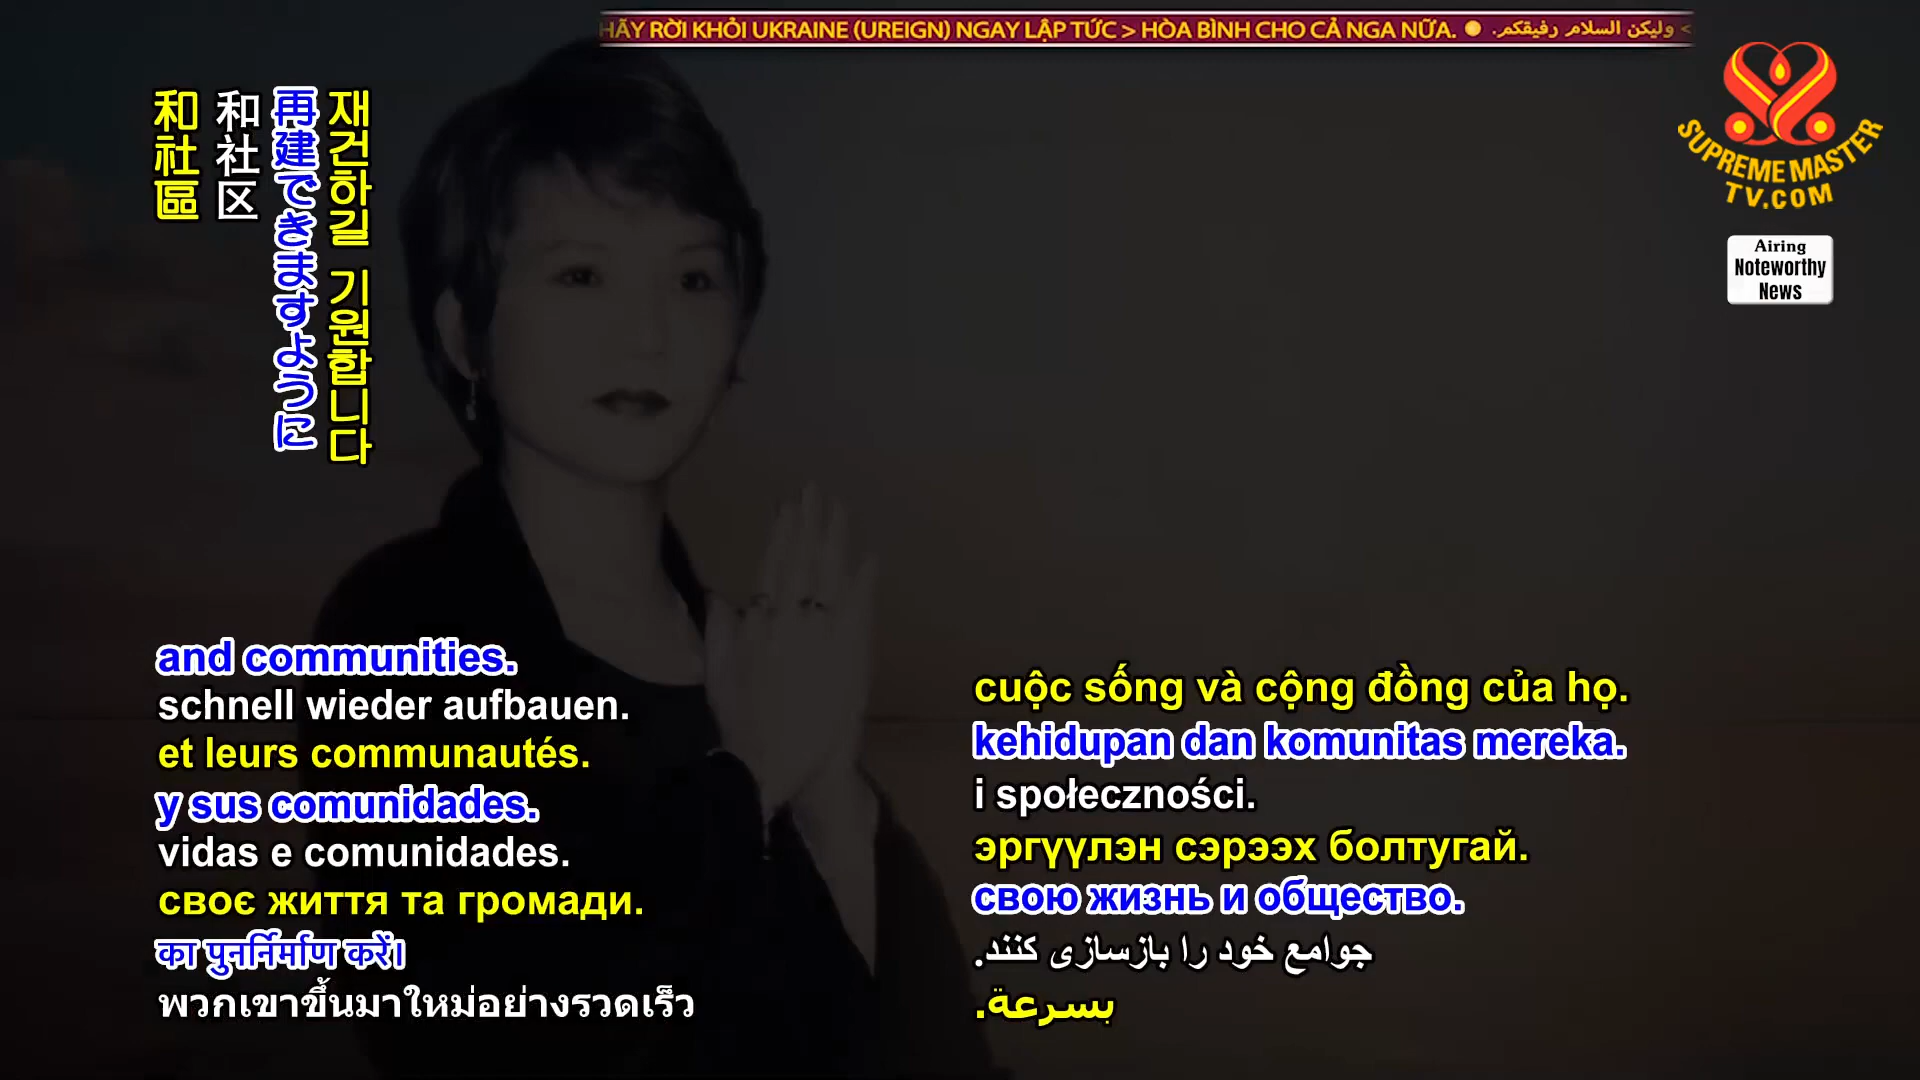 HÃY RỜI KHỎI UKRAINE (UREIGN) NGAY LẬP TỨC > HÒA BÌNH CHO CẢ NGA NỮA.
وليكن السلام رفيقكم. <
SUPREME MASTER
TV.COM
Airing
Noteworthy
News
재건하길 기원합니다
再建できますように
和社区
和社區
and communities.
schnell wieder aufbauen.
et leurs communautés.
y sus comunidades.
vidas e comunidades.
своє життя та громади.
का पुनर्निर्माण करें।
พวกเขาขึ้นมาใหม่อย่างรวดเร็ว
cuộc sống và cộng đồng của họ.
kehidupan dan komunitas mereka.
i społeczności.
эргүүлэн сэрээх болтугай.
свою жизнь и общество.
جوامع خود را بازسازی کنند.
بسرعة.